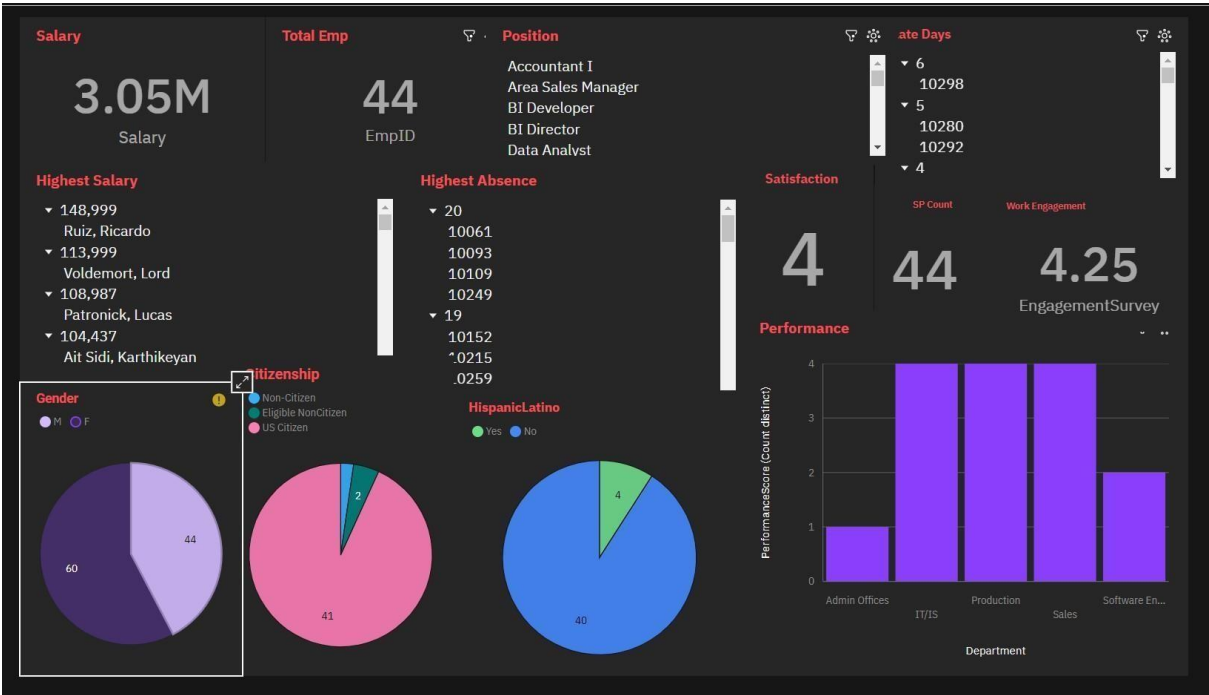 Salary
3.05M
Salary
Total Emp
44
EmpID
Position
Accountant I
Area Sales Manager
BI Developer
BI Director
Data Analyst
ate Days
6
10298
5
10280
10292
4
Highest Salary
148,999
Ruiz, Ricardo
113,999
Voldemort, Lord
108,987
Patronick, Lucas
104,437
Ait Sidi, Karthikeyan
Highest Absence
20
10061
10093
10109
10249
19
10152
0215
0259
Satisfaction
4
SP Count
44
Work Engagement
4.25
EngagementSurvey
Gender
M F
44
60
itizenship
Non-Citizen
Eligible NonCitizen
US Citizen
2
41
HispanicLatino
Yes No
4
40
Performance
PerformanceScore (Count distinct)
4
3
2
1
0
Admin Offices
IT/IS
Production
Sales
Software En...
Department